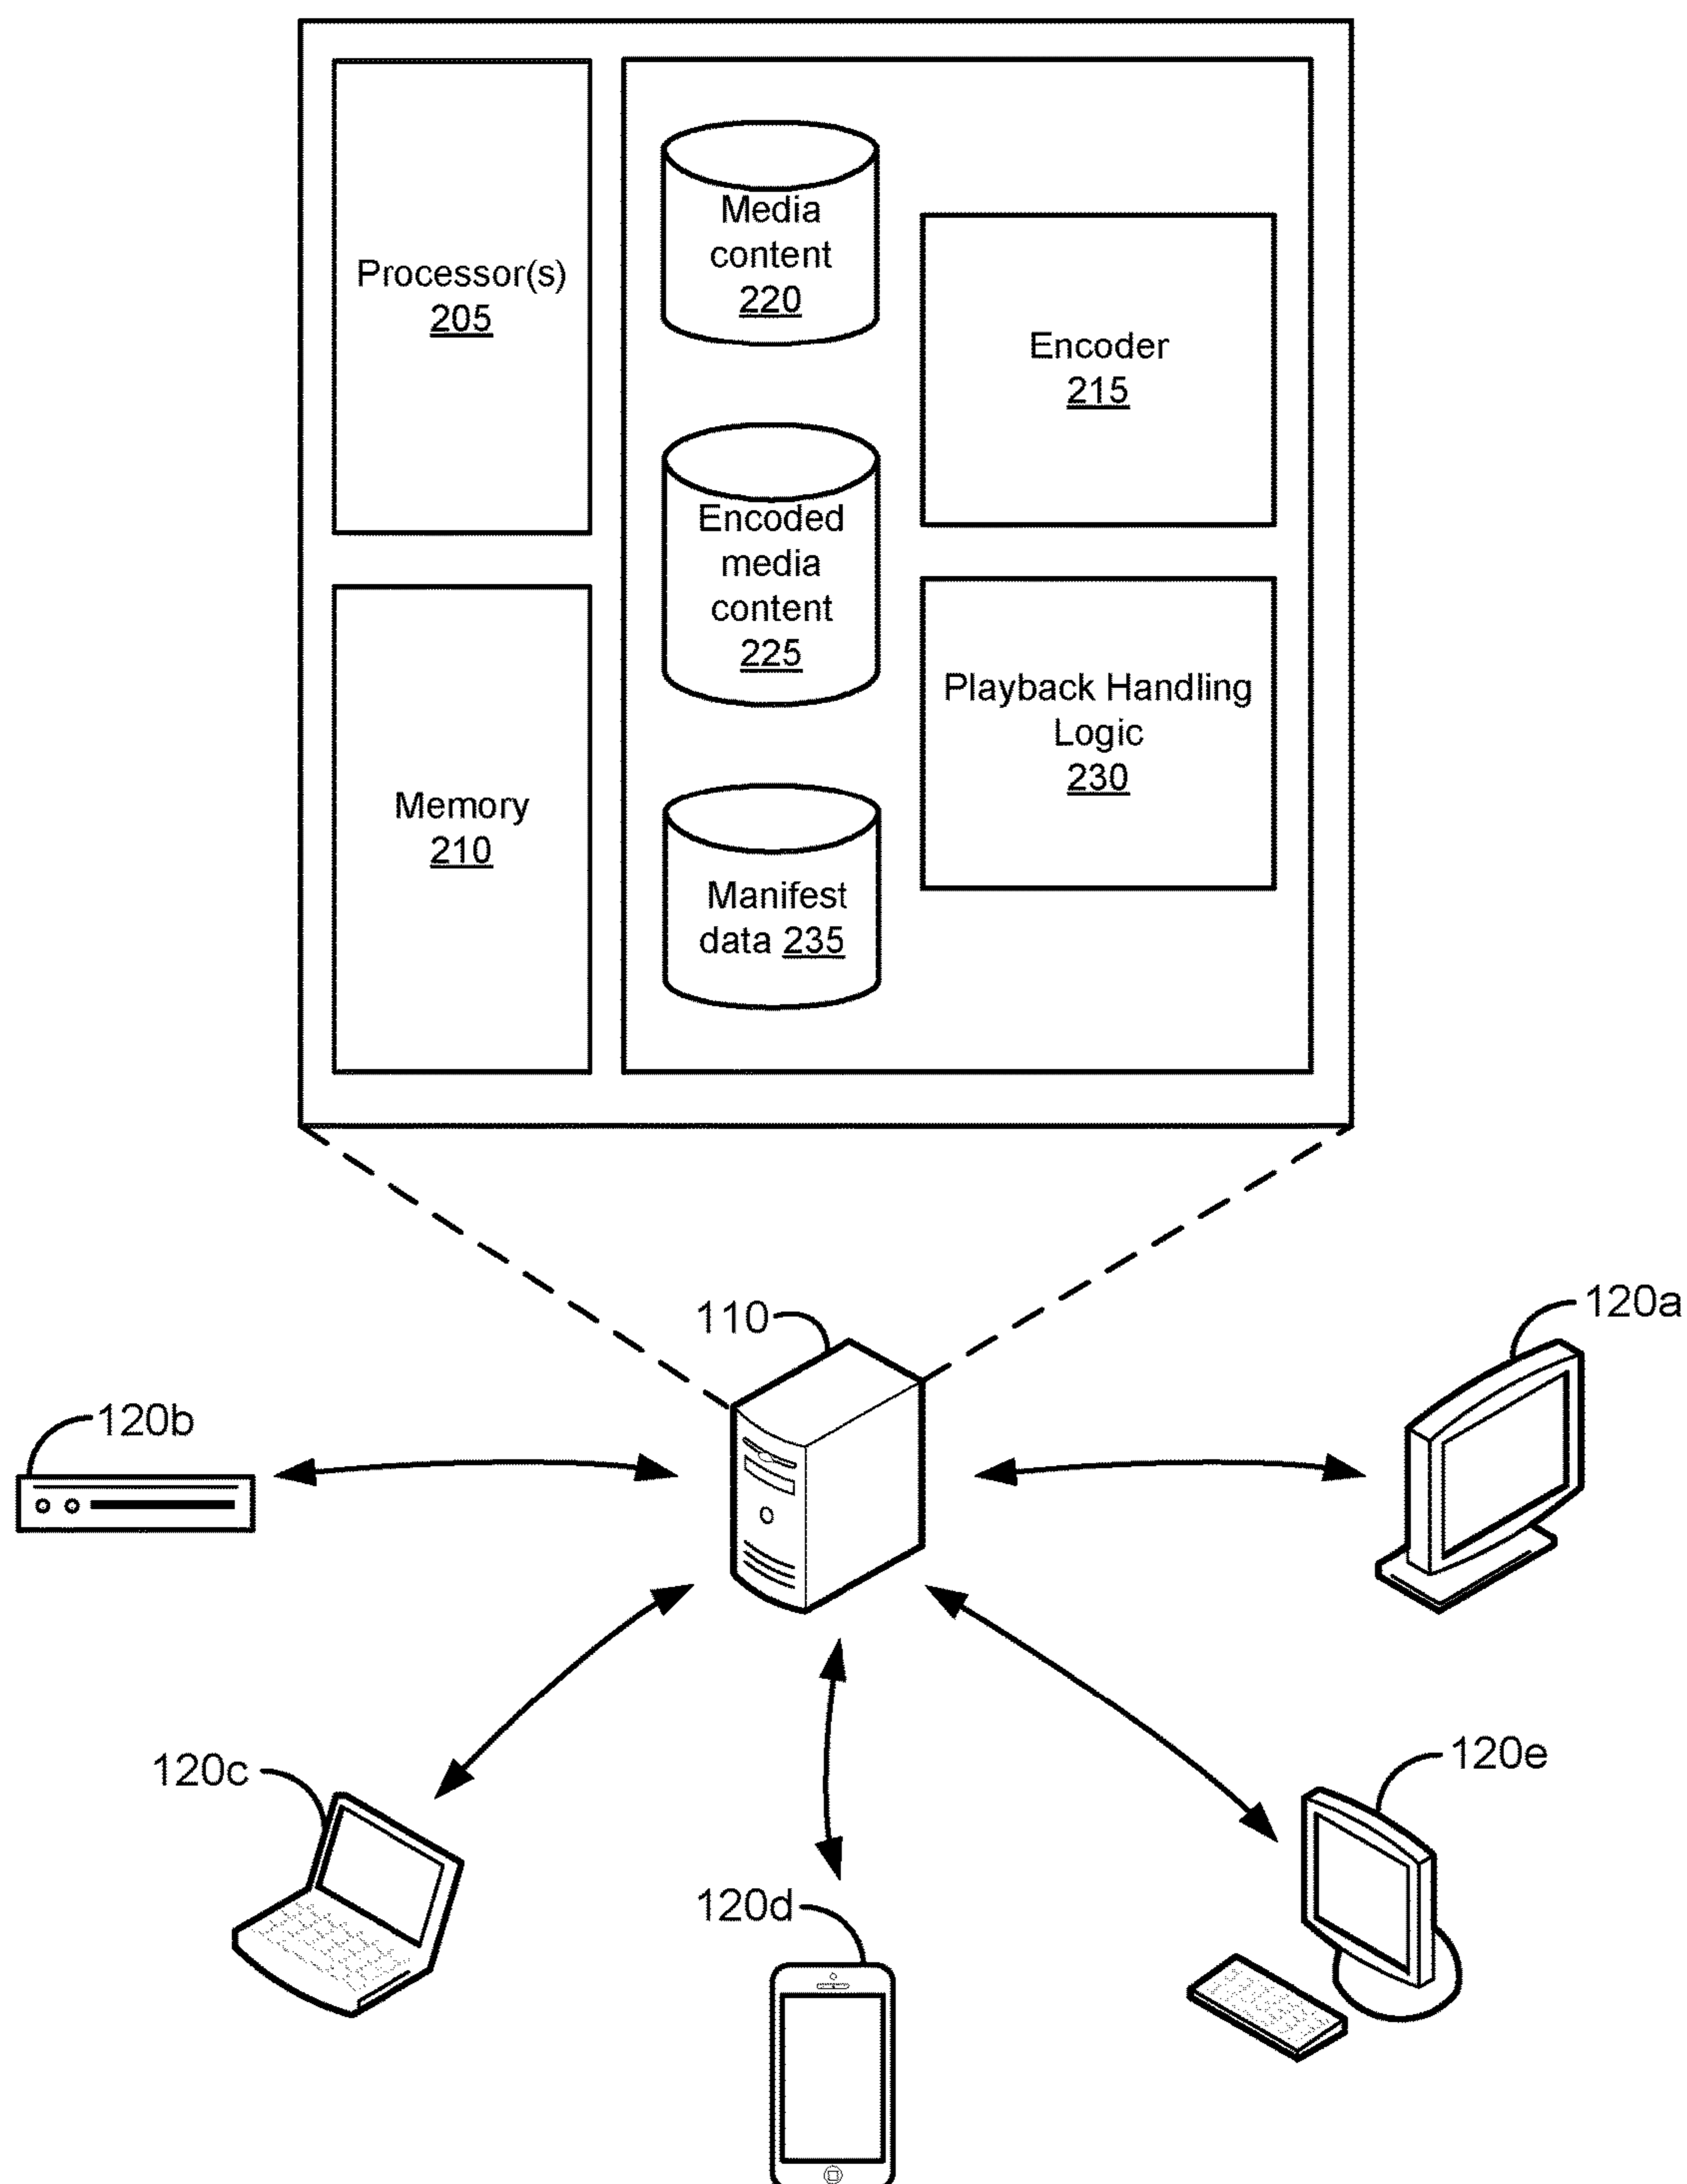 Processor(s)
205
Memory
210
Media
content
220
Encoded
media
content
225
Manifest
data 235
Encoder
215
Playback Handling
Logic
230
110
120a
120b
120c
120d
120e